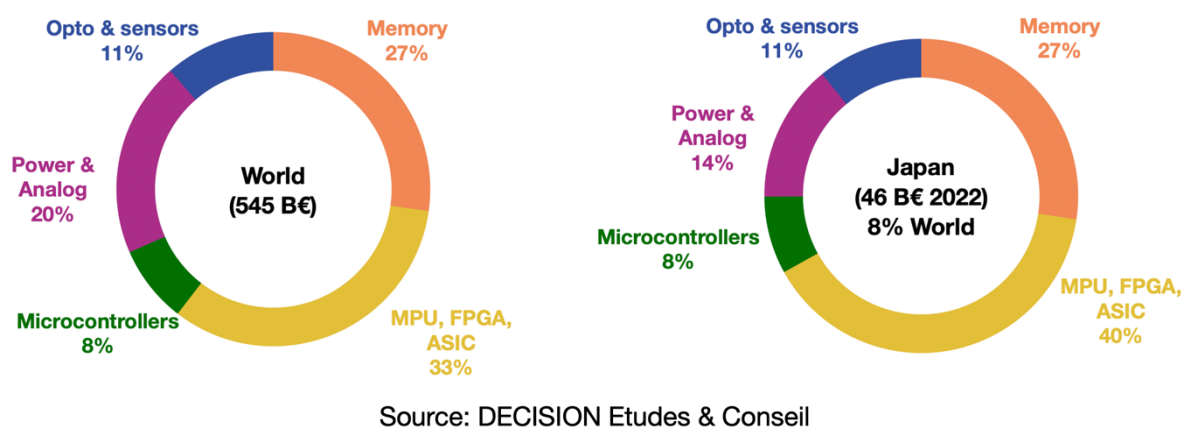 Opto & sensors
11%
Memory
27%
Power &
Analog
20%
World
(545 B€)
Microcontrollers
8%
MPU, FPGA,
ASIC
33%
Opto & sensors
11%
Memory
27%
Power &
Analog
14%
Japan
(46 B€ 2022)
8% World
Microcontrollers
8%
MPU, FPGA,
ASIC
40%
Source: DECISION Etudes & Conseil